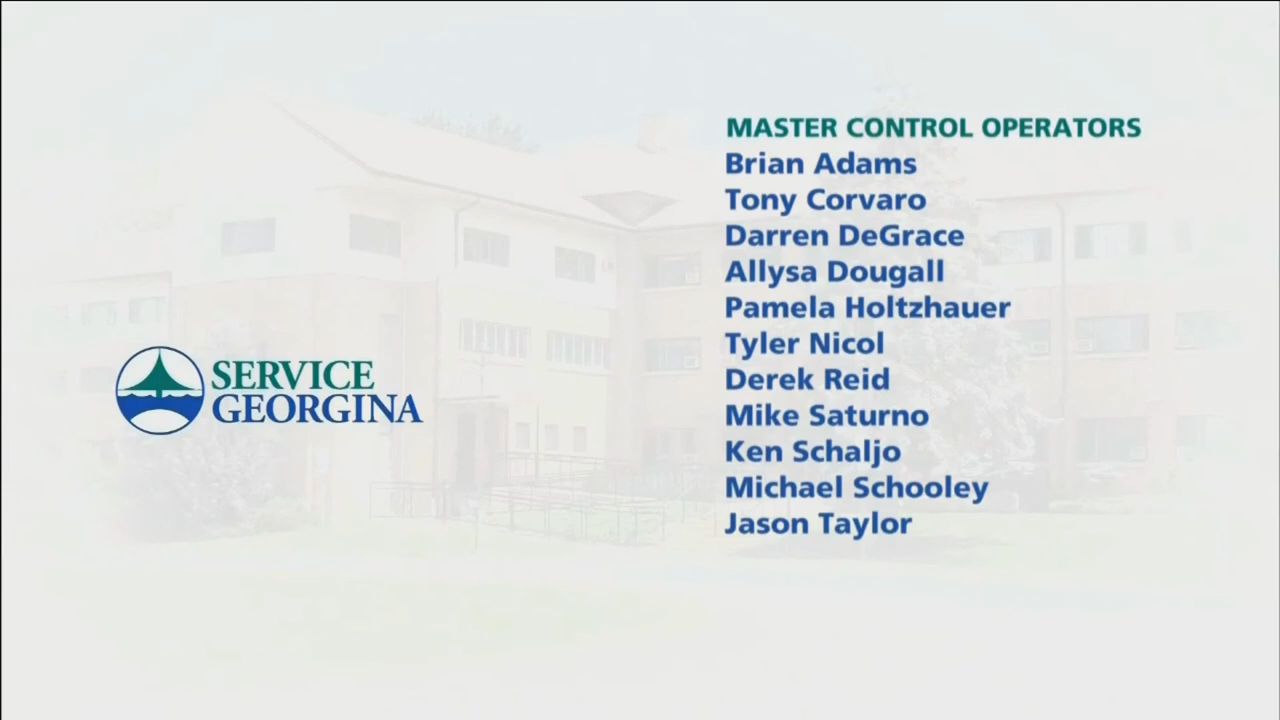 SERVICE
GEORGINA
MASTER CONTROL OPERATORS
Brian Adams
Tony Corvaro
Darren DeGrace
Allysa Dougall
Pamela Holtzhauer
Tyler Nicol
Derek Reid
Mike Saturno
Ken Schaljo
Michael Schooley
Jason Taylor